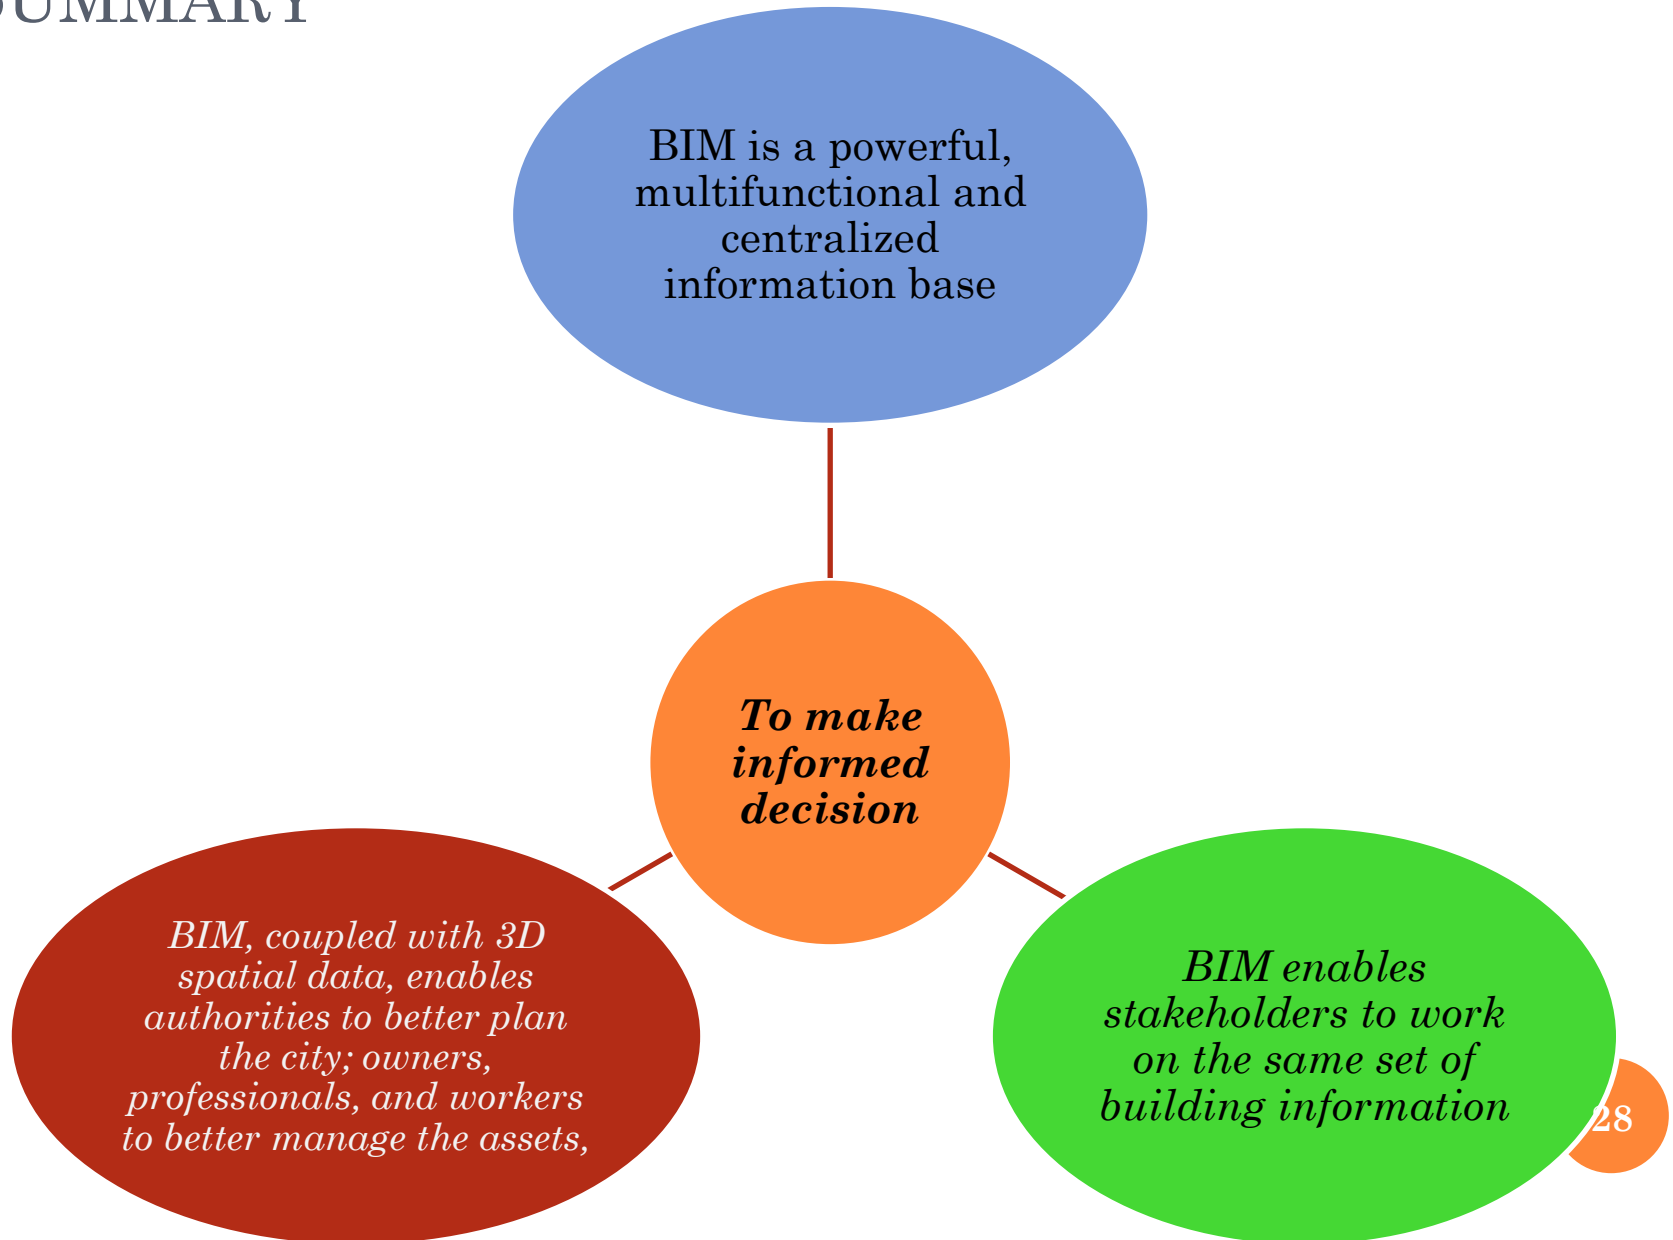 SUMMARY
BIM is a powerful,
multifunctional and
centralized
information base
To make
informed
decision
BIM, coupled with 3D
spatial data, enables
authorities to better plan
the city; owners,
professionals, and workers
to better manage the assets,
BIM enables
stakeholders to work
on the same set of
building information
28